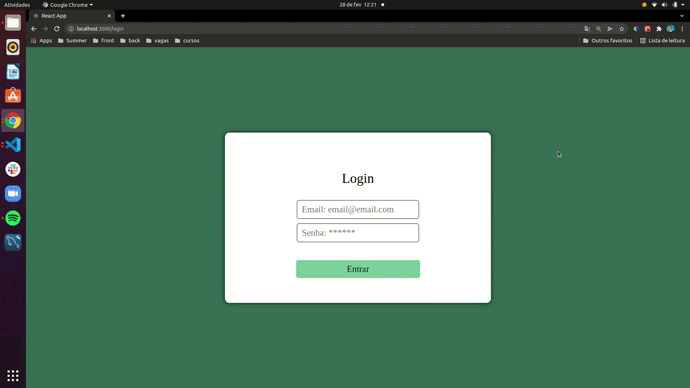 Atividades
Google Chrome
28 de fev 12:21
React App
localhost:3000/login
Apps Summer front back vagas cursos
Outros favoritos Lista de leitura
Login
Email: email@email.com
Senha: ******
Entrar